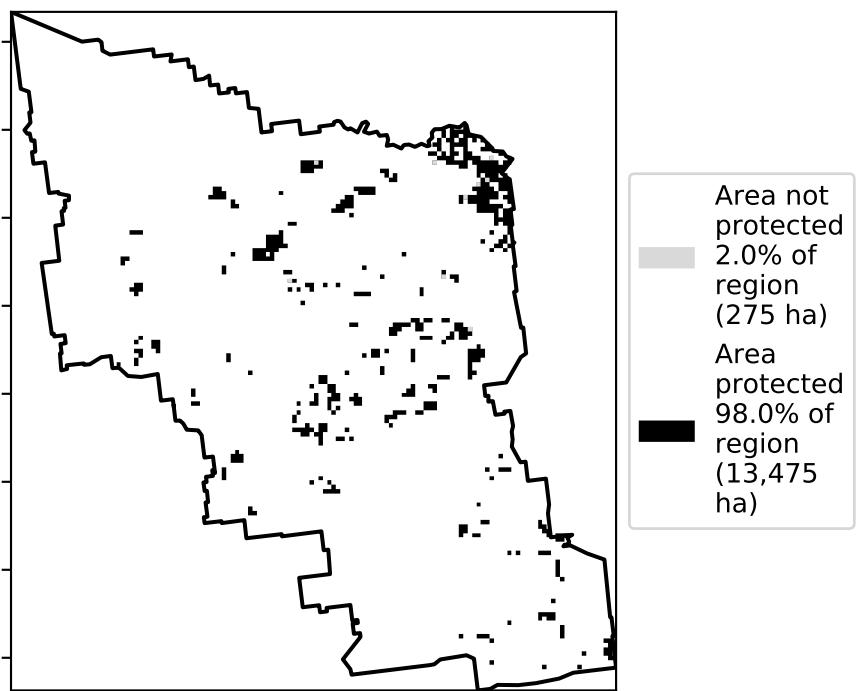 Area not
protected
2.0% of
region
(275 ha)
Area
protected
98.0% of
region
(13,475
ha)